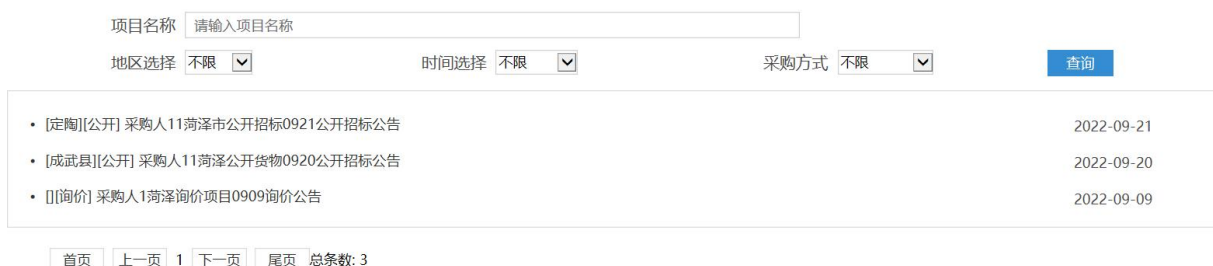 项目名称 请输入项目名称
地区选择 不限 时间选择 不限 采购方式 不限 查询
• [定陶][公开] 采购人11菏泽市公开招标0921公开招标公告 2022-09-21
• [成武县][公开] 采购人11菏泽公开货物0920公开招标公告 2022-09-20
• [][询价] 采购人1菏泽询价项目0909询价公告 2022-09-09
首页 上一页 1 下一页 尾页 总条数: 3